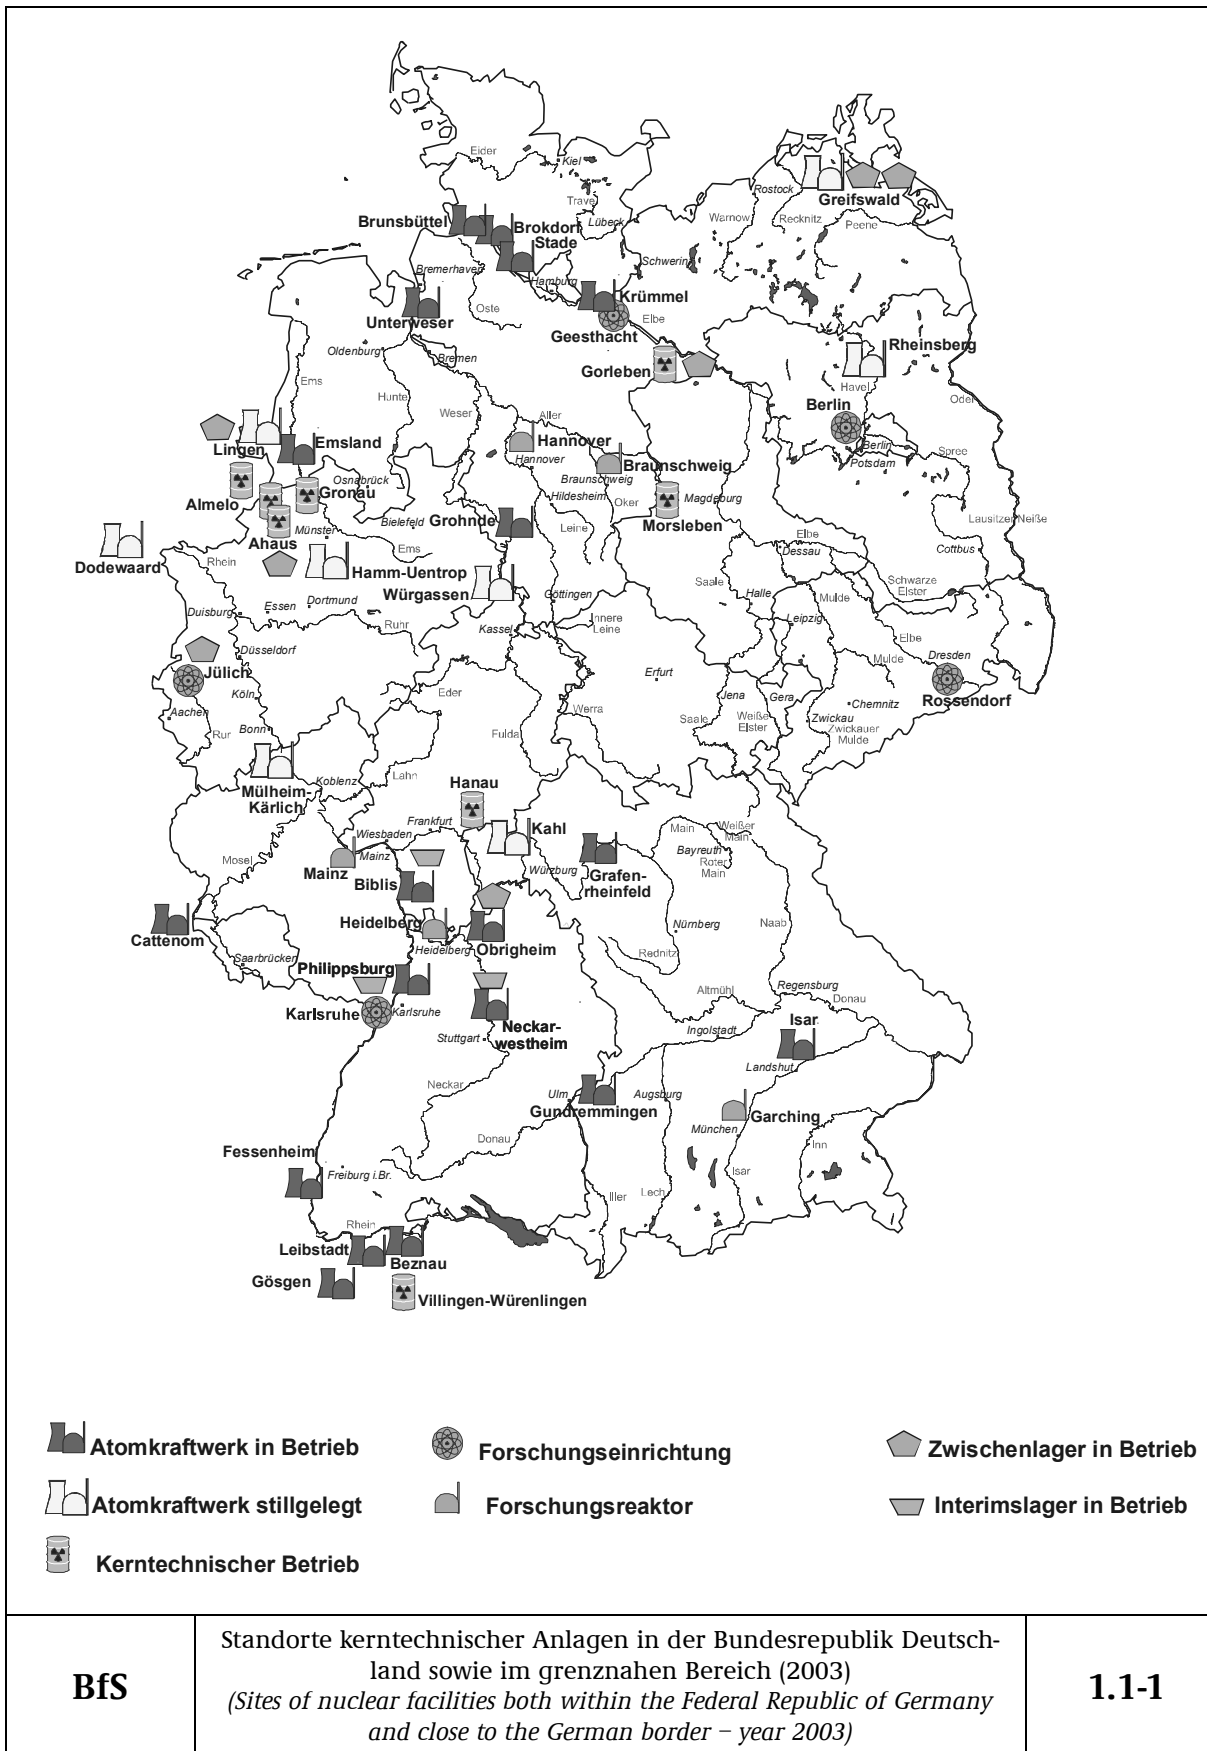 Eider
Kiel
Trave
Lübeck
Rostock
Greifswald
Warnow
Recknitz
Peene
Brunsbüttel
Brokdorf
Stade
Schwerin
Bremerhaven
Hamburg
Krümmel
Unterweser
Oste
Elbe
Geesthacht
Oldenburg
Bremen
Gorleben
Rheinsberg
Ems
Hunte
Weser
Aller
Havel
Oder
Berlin
Lingen
Emsland
Hannover
Hannover
Berlin
Potsdam
Spree
Braunschweig
Braunschweig
Osnabrück
Gronau
Hildesheim
Oker
Magdeburg
Almelo
Morsleben
Münster
Bielefeld
Grohnde
Leine
Lausitzer Neiße
Ahaus
Ems
Elbe
Dessau
Cottbus
Dodewaard
Rhein
Hamm-Uentrop
Würgassen
Saale
Schwarze
Elster
Duisburg
Essen
Dortmund
Göttingen
Halle
Mulde
Ruhr
Kassel
Innere
Leine
Leipzig
Elbe
Düsseldorf
Mulde
Dresden
Jülich
Erfurt
Köln
Eder
Jena
Gera
Chemnitz
Rossendorf
Aachen
Werra
Saale
Weiße
Elster
Zwickau
Zwickauer
Mulde
Rur
Bonn
Fulda
Koblenz
Lahn
Mülheim-
Kärlich
Hanau
Frankfurt
Kahl
Wiesbaden
Main
Weißer
Main
Mosel
Mainz
Mainz
Bayreuth
Roter
Main
Biblis
Würzburg
Grafen-
rheinfeld
Cattenom
Heidelberg
Heidelberg
Obrigheim
Nürnberg
Naab
Saarbrücken
Philippsburg
Rednitz
Altmühl
Regensburg
Donau
Karlsruhe
Karlsruhe
Neckar-
westheim
Ingolstadt
Isar
Stuttgart
Landshut
Neckar
Ulm
Augsburg
Gundremmingen
Garching
München
Donau
Inn
Fessenheim
Freiburg i.Br.
Isar
Iller
Lech
Rhein
Leibstadt
Beznau
Gösgen
Villingen-Würenlingen
Atomkraftwerk in Betrieb
Forschungseinrichtung
Zwischenlager in Betrieb
Atomkraftwerk stillgelegt
Forschungsreaktor
Interimslager in Betrieb
Kerntechnischer Betrieb
BfS
Standorte kerntechnischer Anlagen in der Bundesrepublik Deutsch-
land sowie im grenznahen Bereich (2003)
(Sites of nuclear facilities both within the Federal Republic of Germany
and close to the German border – year 2003)
1.1-1